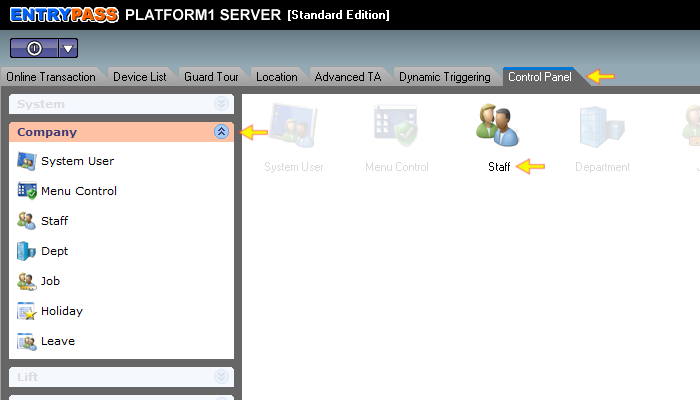 ENTRYPASS PLATFORM1 SERVER [Standard Edition]
Online Transaction Device List Guard Tour Location Advanced TA Dynamic Triggering Control Panel
System
Company
System User
Menu Control
Staff
Dept
Job
Holiday
Leave
Lift
System User Menu Control Staff Department